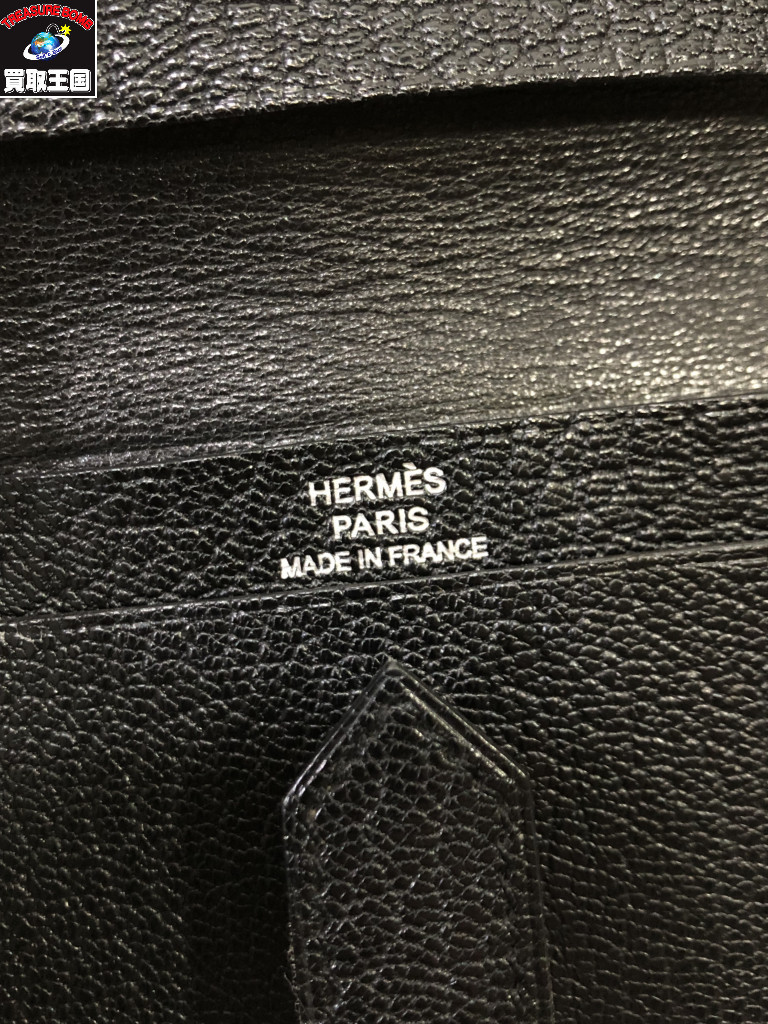 TREASURE BOMB
買取王国
HERMÈS
PARIS
MADE IN FRANCE